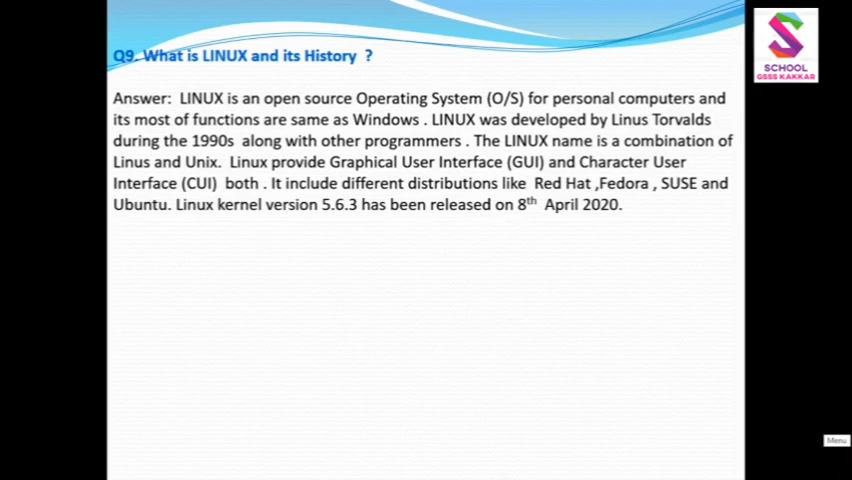 SCHOOL
GSSS KAKKAR
Q9. What is LINUX and its History ?
Answer: LINUX is an open source Operating System (O/S) for personal computers and
its most of functions are same as Windows . LINUX was developed by Linus Torvalds
during the 1990s along with other programmers . The LINUX name is a combination of
Linus and Unix. Linux provide Graphical User Interface (GUI) and Character User
Interface (CUI) both . It include different distributions like Red Hat ,Fedora , SUSE and
Ubuntu. Linux kernel version 5.6.3 has been released on 8th April 2020.
Menu